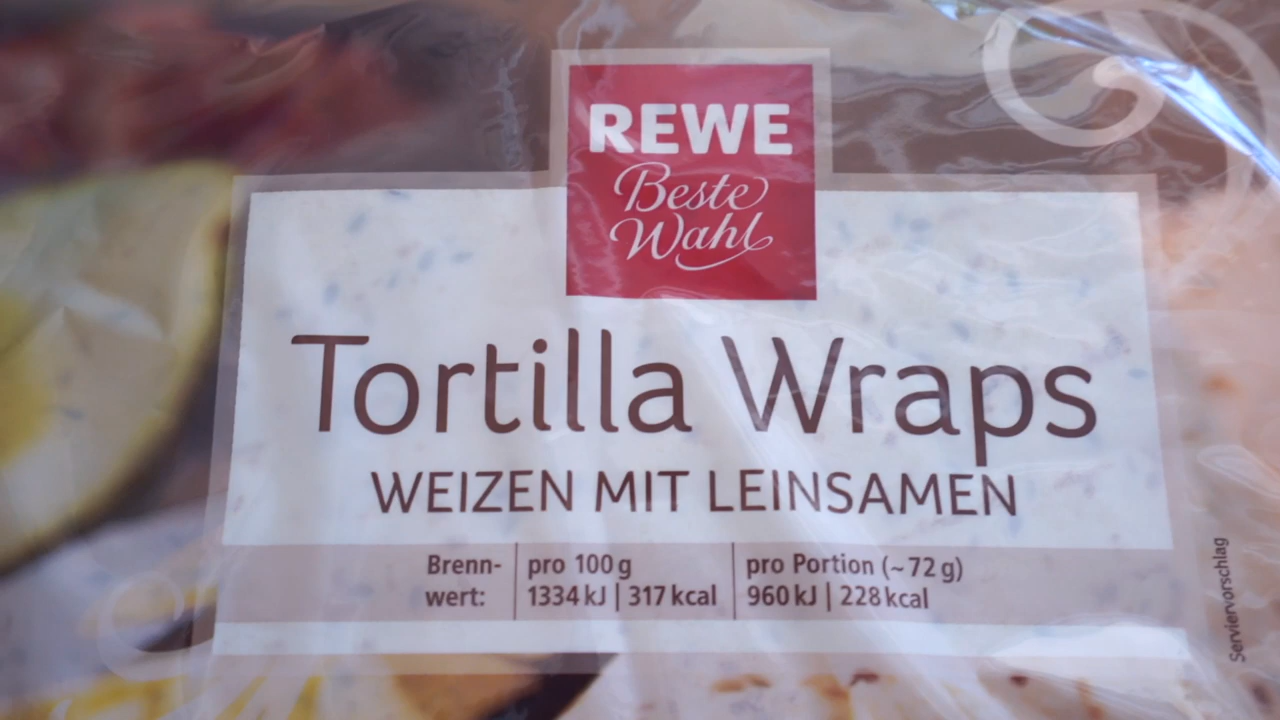 REWE
Beste
Wahl
Tortilla Wraps
WEIZEN MIT LEINSAMEN
Brenn-
wert:
pro 100 g
1334 kJ | 317 kcal
pro Portion (~ 72 g)
960 kJ | 228 kcal
Serviervorschlag